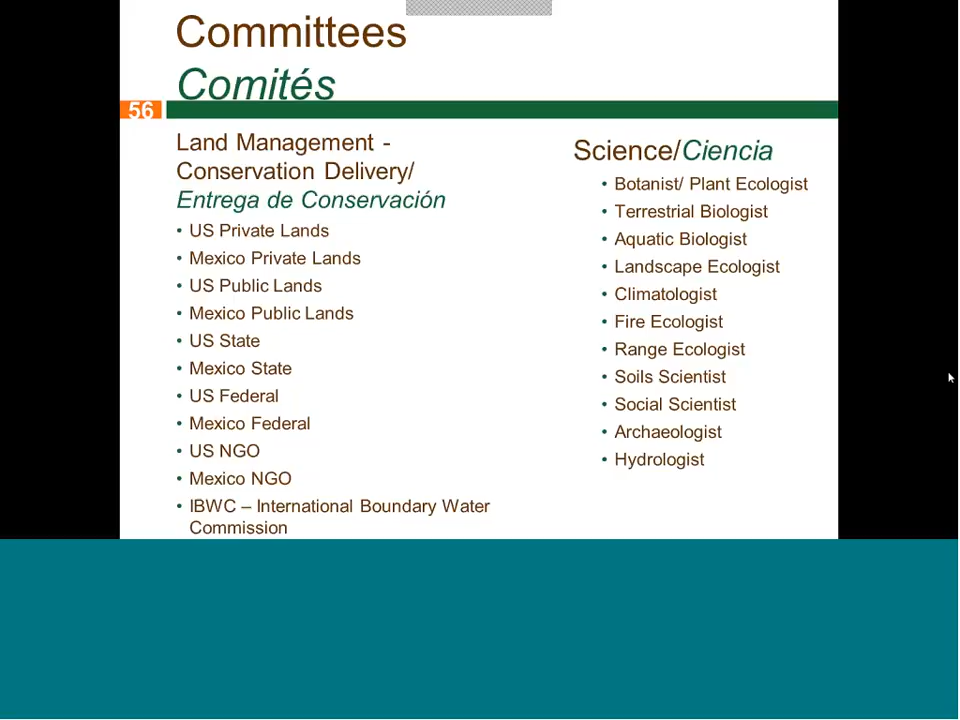 Committees
Comités
56
Land Management -
Conservation Delivery/
Entrega de Conservación
• US Private Lands
• Mexico Private Lands
• US Public Lands
• Mexico Public Lands
• US State
• Mexico State
• US Federal
• Mexico Federal
• US NGO
• Mexico NGO
• IBWC – International Boundary Water
Commission
Science/Ciencia
• Botanist/ Plant Ecologist
• Terrestrial Biologist
• Aquatic Biologist
• Landscape Ecologist
• Climatologist
• Fire Ecologist
• Range Ecologist
• Soils Scientist
• Social Scientist
• Archaeologist
• Hydrologist